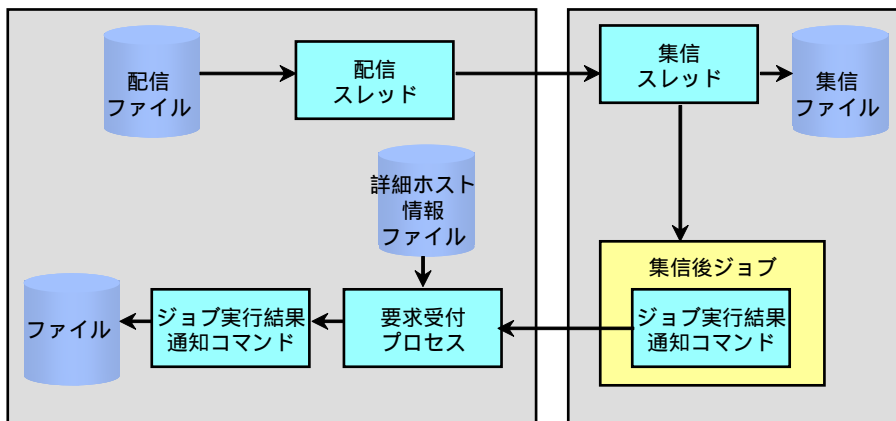 配信
ファイル
配信
スレッド
集信
スレッド
集信
ファイル
詳細ホスト
情報
ファイル
集信後ジョブ
ファイル
ジョブ実行結果
通知コマンド
要求受付
プロセス
ジョブ実行結果
通知コマンド